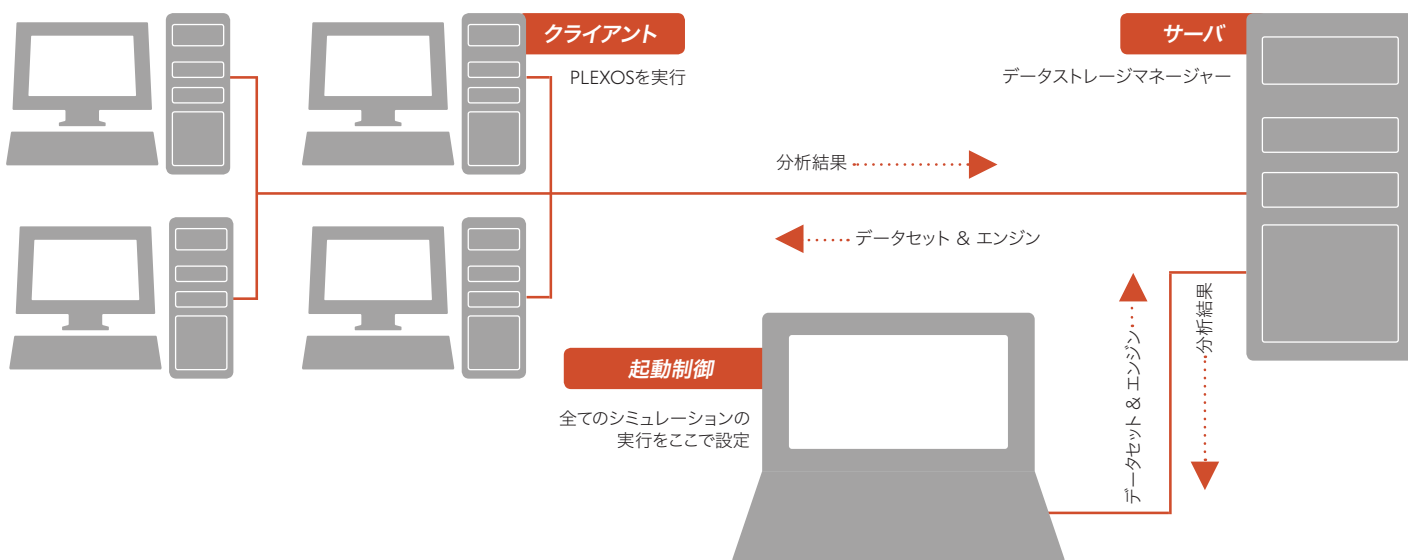 クライアント
PLEXOSを実行
サーバ
データストレージマネージャー
分析結果
データセット & エンジン
起動制御
全てのシミュレーションの
実行をここで設定
データセット & エンジン
分析結果